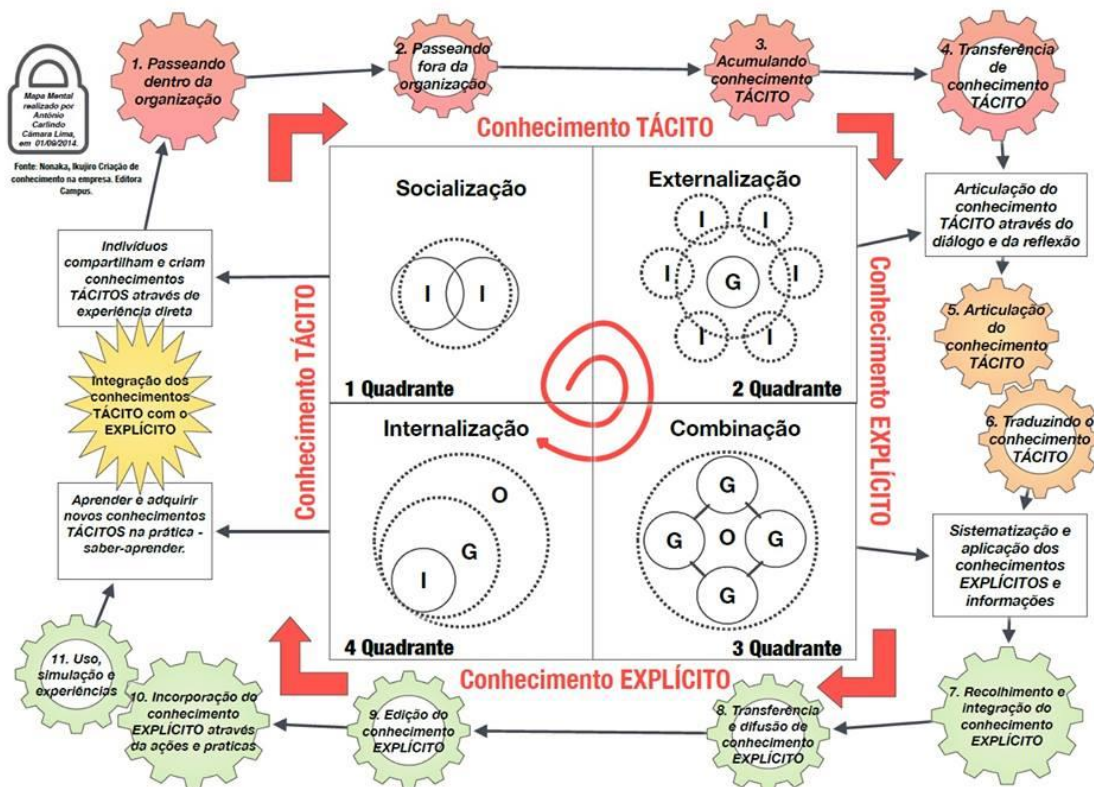 Mapa Mental
realizado por
Antônio
Carlindo
Câmara Lima,
em 01/09/2014.
Fonte: Nonaka, Ikujiro Criação de
conhecimento na empresa. Editora
Campus.
1. Passeando
dentro da
organização
2. Passeando
fora da
organização
3.
Acumulando
conhecimento
TÁCITO
4. Transferência
de
conhecimento
TÁCITO
Conhecimento TÁCITO
Socialização
I
I
1 Quadrante
Externalização
I
I
I
G
I
I
I
2 Quadrante
Articulação do
conhecimento
TÁCITO através do
diálogo e da reflexão
Indivíduos
compartilham e criam
conhecimentos
TÁCITOS através de
experiência direta
Conhecimento TÁCITO
Conhecimento EXPLÍCITO
5. Articulação
do
conhecimento
TÁCITO
6. Traduzindo o
conhecimento
TÁCITO
Integração dos
conhecimentos
TÁCITO com o
EXPLÍCITO
Internalização
O
G
I
4 Quadrante
Combinação
G
G
O
G
G
3 Quadrante
Aprender e adquirir
novos conhecimentos
TÁCITOS na prática -
saber-aprender.
Sistematização e
aplicação dos
conhecimentos
EXPLÍCITOS e
informações
Conhecimento EXPLÍCITO
11. Uso,
simulação e
experiências
10. Incorporação do
conhecimento
EXPLÍCITO através
da ações e praticas
9. Edição do
conhecimento
EXPLÍCITO
8. Transferência
difusão de
conhecimento
EXPLÍCITO
7. Recolhimento e
integração do
conhecimento
EXPLÍCITO